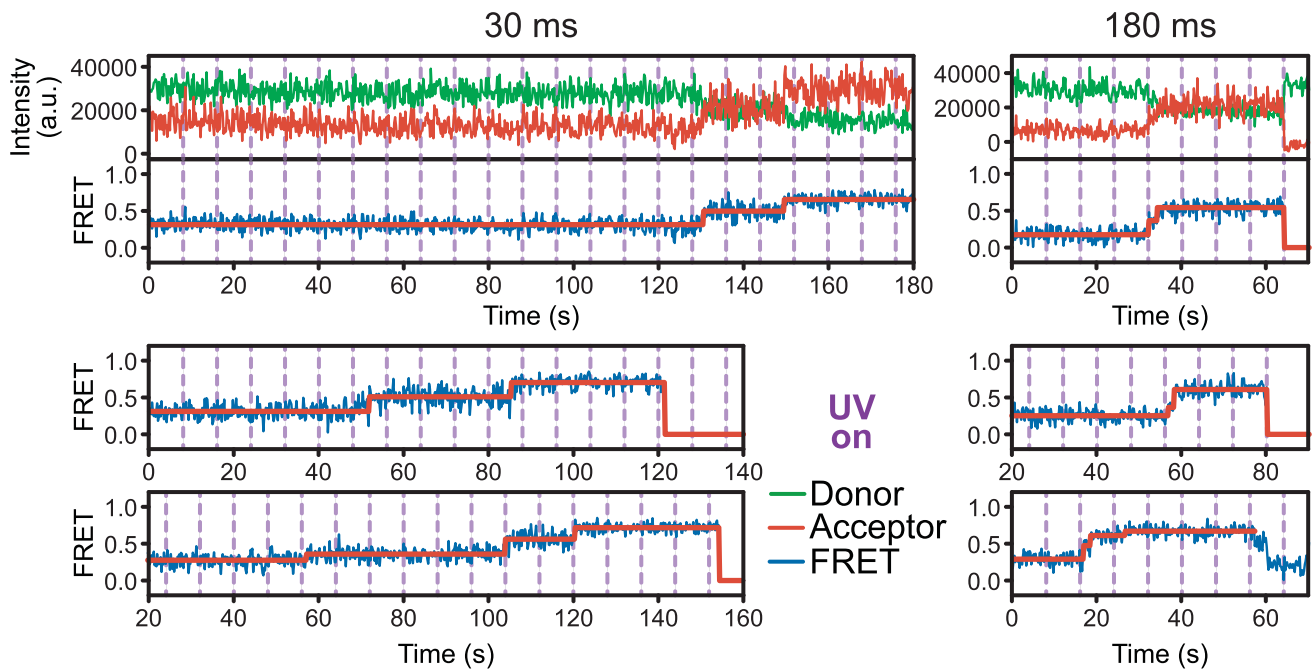 30 ms
180 ms
Intensity
(a.u.)
40000
20000
0
40000
20000
0
FRET
1.0
0.5
0.0
1.0
0.5
0.0
0 20 40 60 80 100 120 140 160 180
0 20 40 60
Time (s)
Time (s)
FRET
1.0
0.5
0.0
1.0
0.5
0.0
0 20 40 60 80 100 120 140
20 40 60 80
UV
on
Donor
Acceptor
FRET
FRET
1.0
0.5
0.0
1.0
0.5
0.0
20 40 60 80 100 120 140 160
0 20 40 60
Time (s)
Time (s)